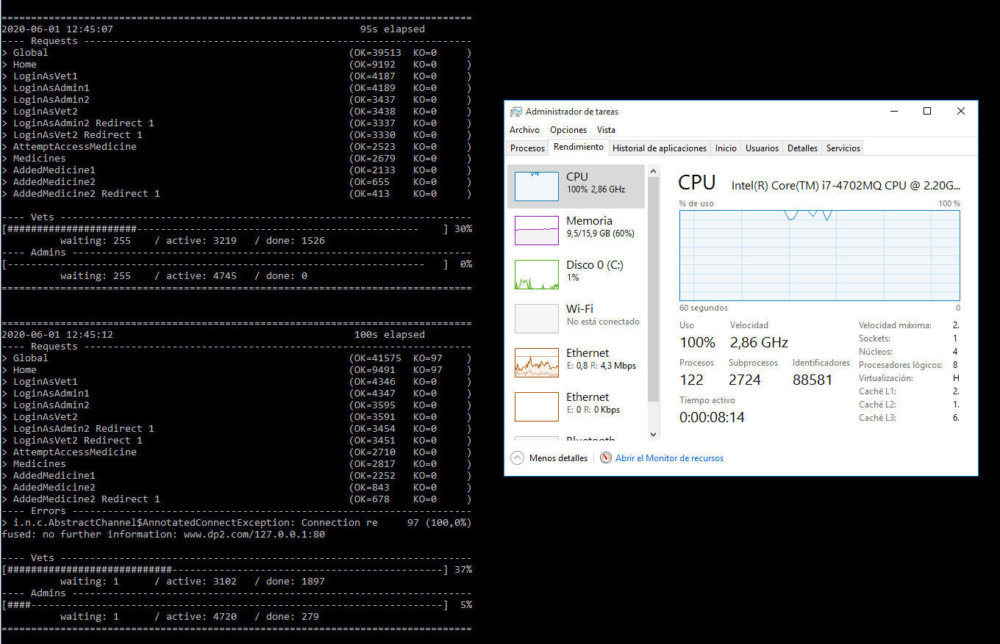 ================================================================================
2020-06-01 12:45:07                                          95s elapsed
---- Requests ------------------------------------------------------------------
> Global                                                   (OK=39513  KO=0     )
> Home                                                     (OK=9192   KO=0     )
> LoginAsVet1                                              (OK=4187   KO=0     )
> LoginAsAdmin1                                            (OK=4189   KO=0     )
> LoginAsAdmin2                                            (OK=3437   KO=0     )
> LoginAsVet2                                              (OK=3438   KO=0     )
> LoginAsAdmin2 Redirect 1                                 (OK=3337   KO=0     )
> LoginAsVet2 Redirect 1                                   (OK=3330   KO=0     )
> AttemptAccessMedicine                                    (OK=2523   KO=0     )
> Medicines                                                (OK=2679   KO=0     )
> AddedMedicine1                                           (OK=2133   KO=0     )
> AddedMedicine2                                           (OK=655    KO=0     )
> AddedMedicine2 Redirect 1                                (OK=413    KO=0     )
---- Vets ----------------------------------------------------------------------
[######################----------------------------------------------------   ] 30%
          waiting: 255    / active: 3219   / done: 1526
---- Admins --------------------------------------------------------------------
[-----------------------------------------------------------------------   ]  0%
          waiting: 255    / active: 4745   / done: 0
================================================================================
================================================================================
2020-06-01 12:45:12                                         100s elapsed
---- Requests ------------------------------------------------------------------
> Global                                                   (OK=41575  KO=97    )
> Home                                                     (OK=9491   KO=97    )
> LoginAsVet1                                              (OK=4346   KO=0     )
> LoginAsAdmin1                                            (OK=4347   KO=0     )
> LoginAsAdmin2                                            (OK=3595   KO=0     )
> LoginAsVet2                                              (OK=3591   KO=0     )
> LoginAsAdmin2 Redirect 1                                 (OK=3454   KO=0     )
> LoginAsVet2 Redirect 1                                   (OK=3451   KO=0     )
> AttemptAccessMedicine                                    (OK=2710   KO=0     )
> Medicines                                                (OK=2817   KO=0     )
> AddedMedicine1                                           (OK=2252   KO=0     )
> AddedMedicine2                                           (OK=843    KO=0     )
> AddedMedicine2 Redirect 1                                (OK=678    KO=0     )
---- Errors --------------------------------------------------------------------
> i.n.c.AbstractChannel$AnnotatedConnectException: Connection re     97 (100,0%)
fused: no further information: www.dp2.com/127.0.0.1:80
---- Vets ----------------------------------------------------------------------
[############################----------------------------------------------] 37%
          waiting: 1      / active: 3102   / done: 1897
---- Admins --------------------------------------------------------------------
[####----------------------------------------------------------------------]  5%
          waiting: 1      / active: 4720   / done: 279
================================================================================
Administrador de tareas
Archivo Opciones Vista
Procesos Rendimiento Historial de aplicaciones Inicio Usuarios Detalles Servicios
CPU
100% 2,86 GHz
Memoria
9,5/15,9 GB (60%)
Disco 0 (C:)
1%
Wi-Fi
No está conectado
Ethernet
E: 0,8 R: 4,3 Mbps
Ethernet
E: 0 R: 0 Kbps
Bluetooth
CPU Intel(R) Core(TM) i7-4702MQ CPU @ 2.20G...
% de uso 100 %
60 segundos 0
Uso Velocidad
100% 2,86 GHz
Procesos Subprocesos Identificadores
122 2724 88581
Tiempo activo
0:00:08:14
Velocidad máxima: 2.
Sockets: 1
Núcleos: 4
Procesadores lógicos: 8
Virtualización: H
Caché L1: 2.
Caché L2: 1.
Caché L3: 6.
Menos detalles Abrir el Monitor de recursos